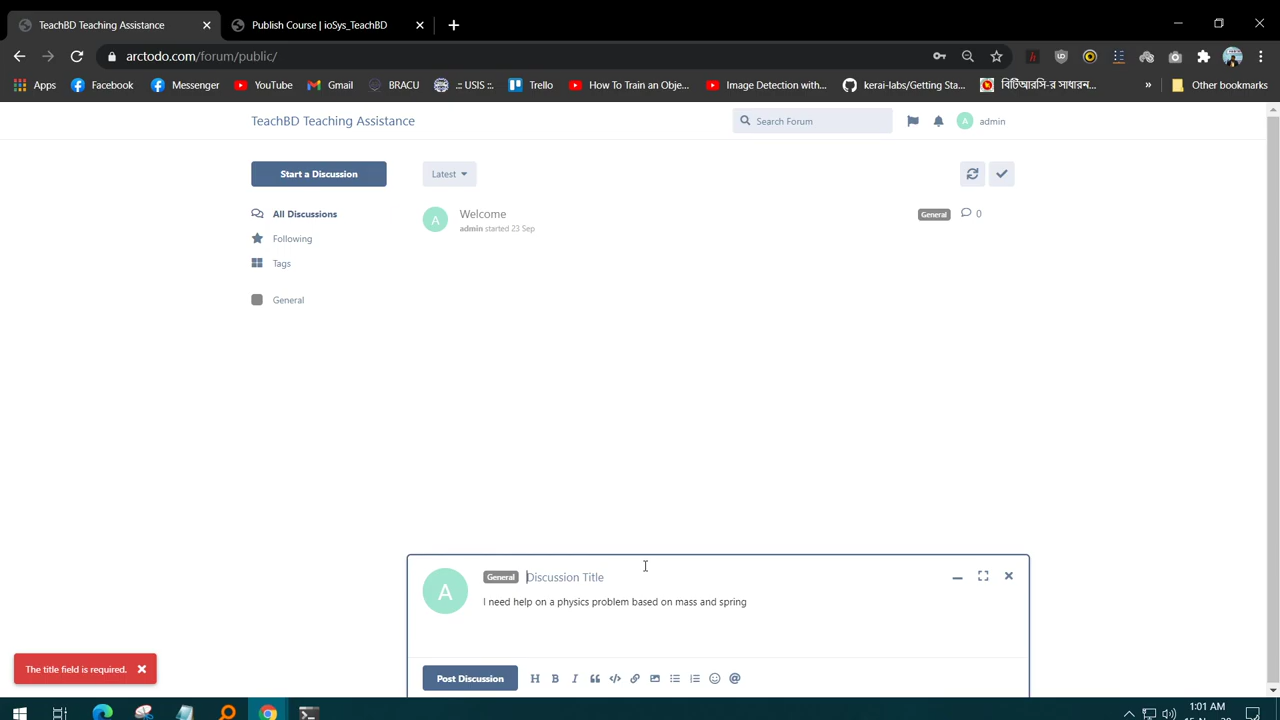 TeachBD Teaching Assistance
Publish Course | ioSys_TeachBD
arctodo.com/forum/public/
Apps Facebook Messenger YouTube Gmail BRACU .:: USIS ::. Trello How To Train an Obje... Image Detection with... kerai-labs/Getting Sta... » Other bookmarks
TeachBD Teaching Assistance
Search Forum
A admin
Start a Discussion
Latest
All Discussions
Following
Tags
General
A Welcome General 0
admin started 23 Sep
A General Discussion Title
I need help on a physics problem based on mass and spring
The title field is required.
Post Discussion
1:01 AM